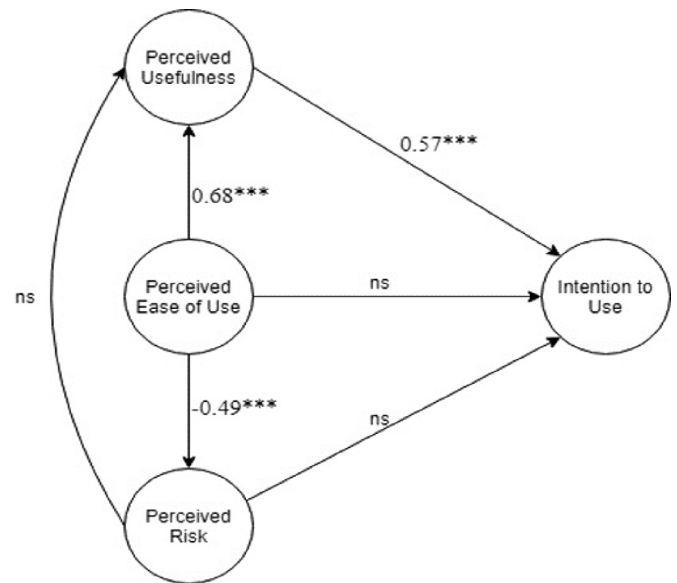 Perceived
Usefulness
0.57***
0.68***
Perceived
Ease of Use
ns
ns
Intention to
Use
-0.49***
ns
Perceived
Risk